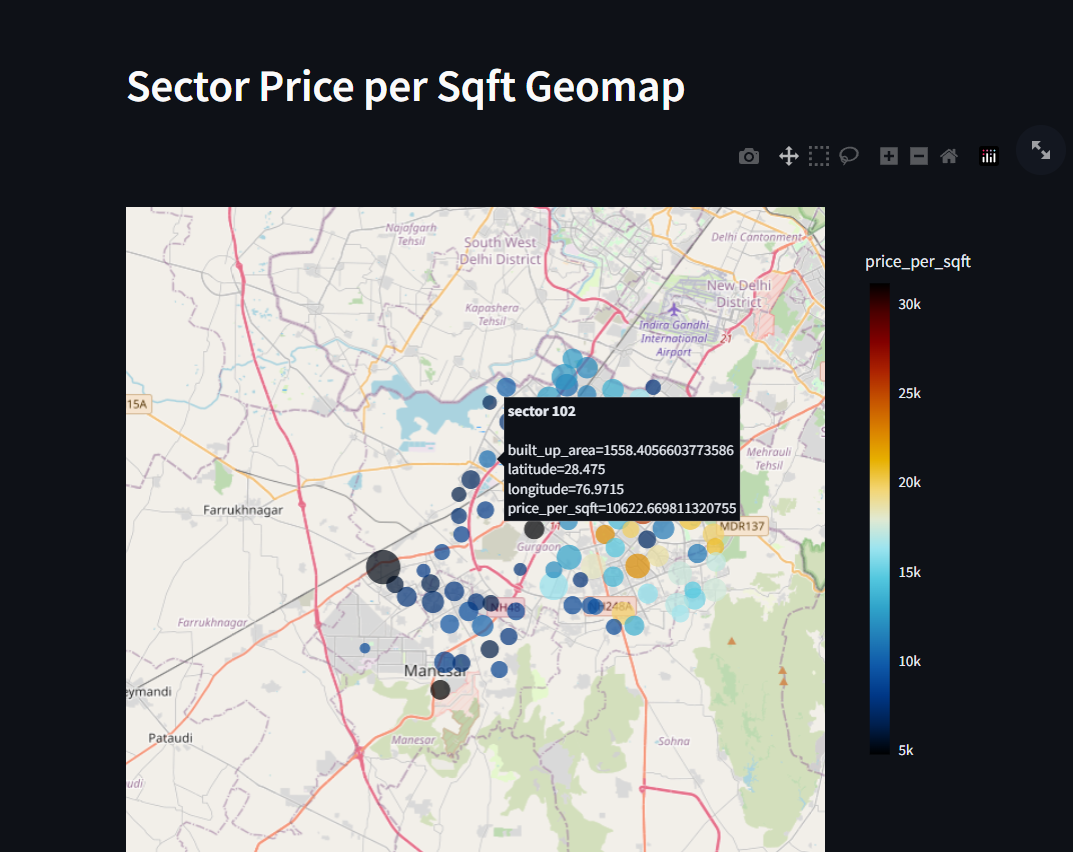 Sector Price per Sqft Geomap
Najafgarh
Tehsil
South West
Delhi District
Delhi Cantonment
price_per_sqft
New Delhi
District
30k
Kapashera
Tehsil
Indira Gandhi
International
Airport
21
25k
15A
sector 102
built_up_area=1558.4056603773586
latitude=28.475
longitude=76.9715
price_per_sqft=10622.669811320755
Mehrauli
Tehsil
20k
Farrukhnagar
MDR137
Gurgaon
15k
NH48
248A
Farrukhnagar
10k
Manesar
eymandi
Pataudi
Manesar
Sohna
5k
udi